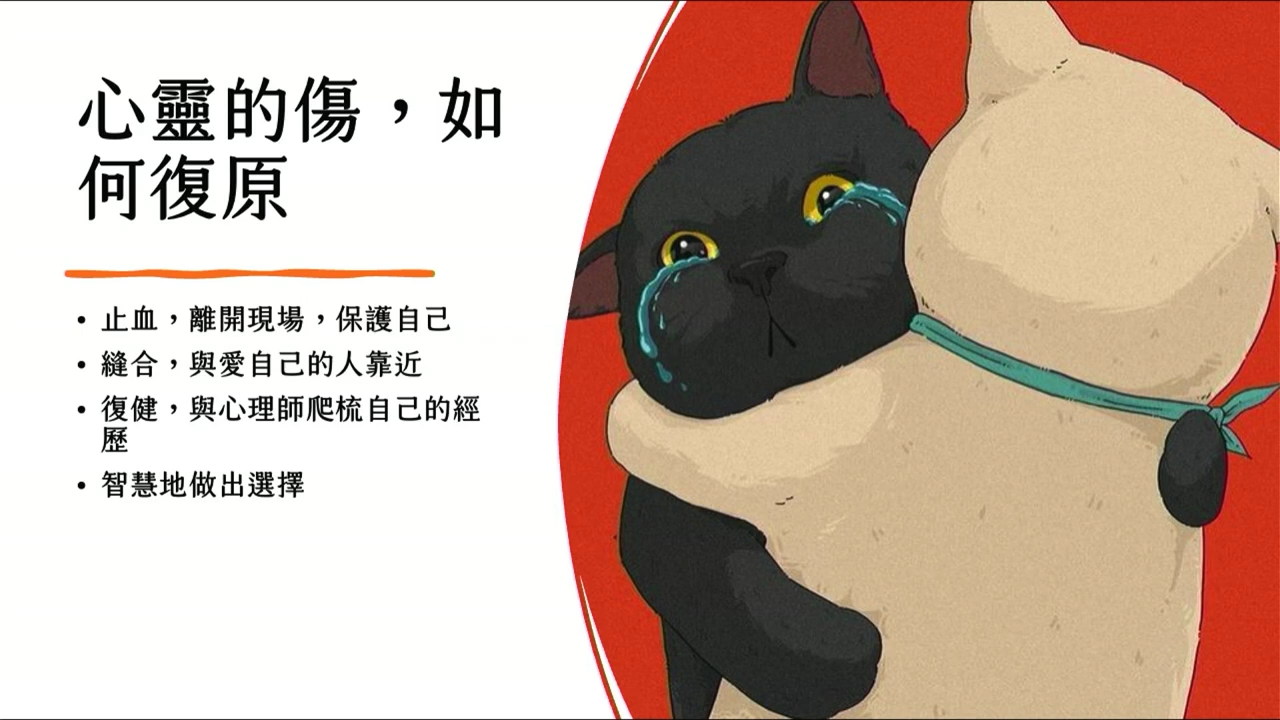 心靈的傷，如
何復原
• 止血，離開現場，保護自己
• 縫合，與愛自己的人靠近
• 復健，與心理師爬梳自己的經
歷
• 智慧地做出選擇